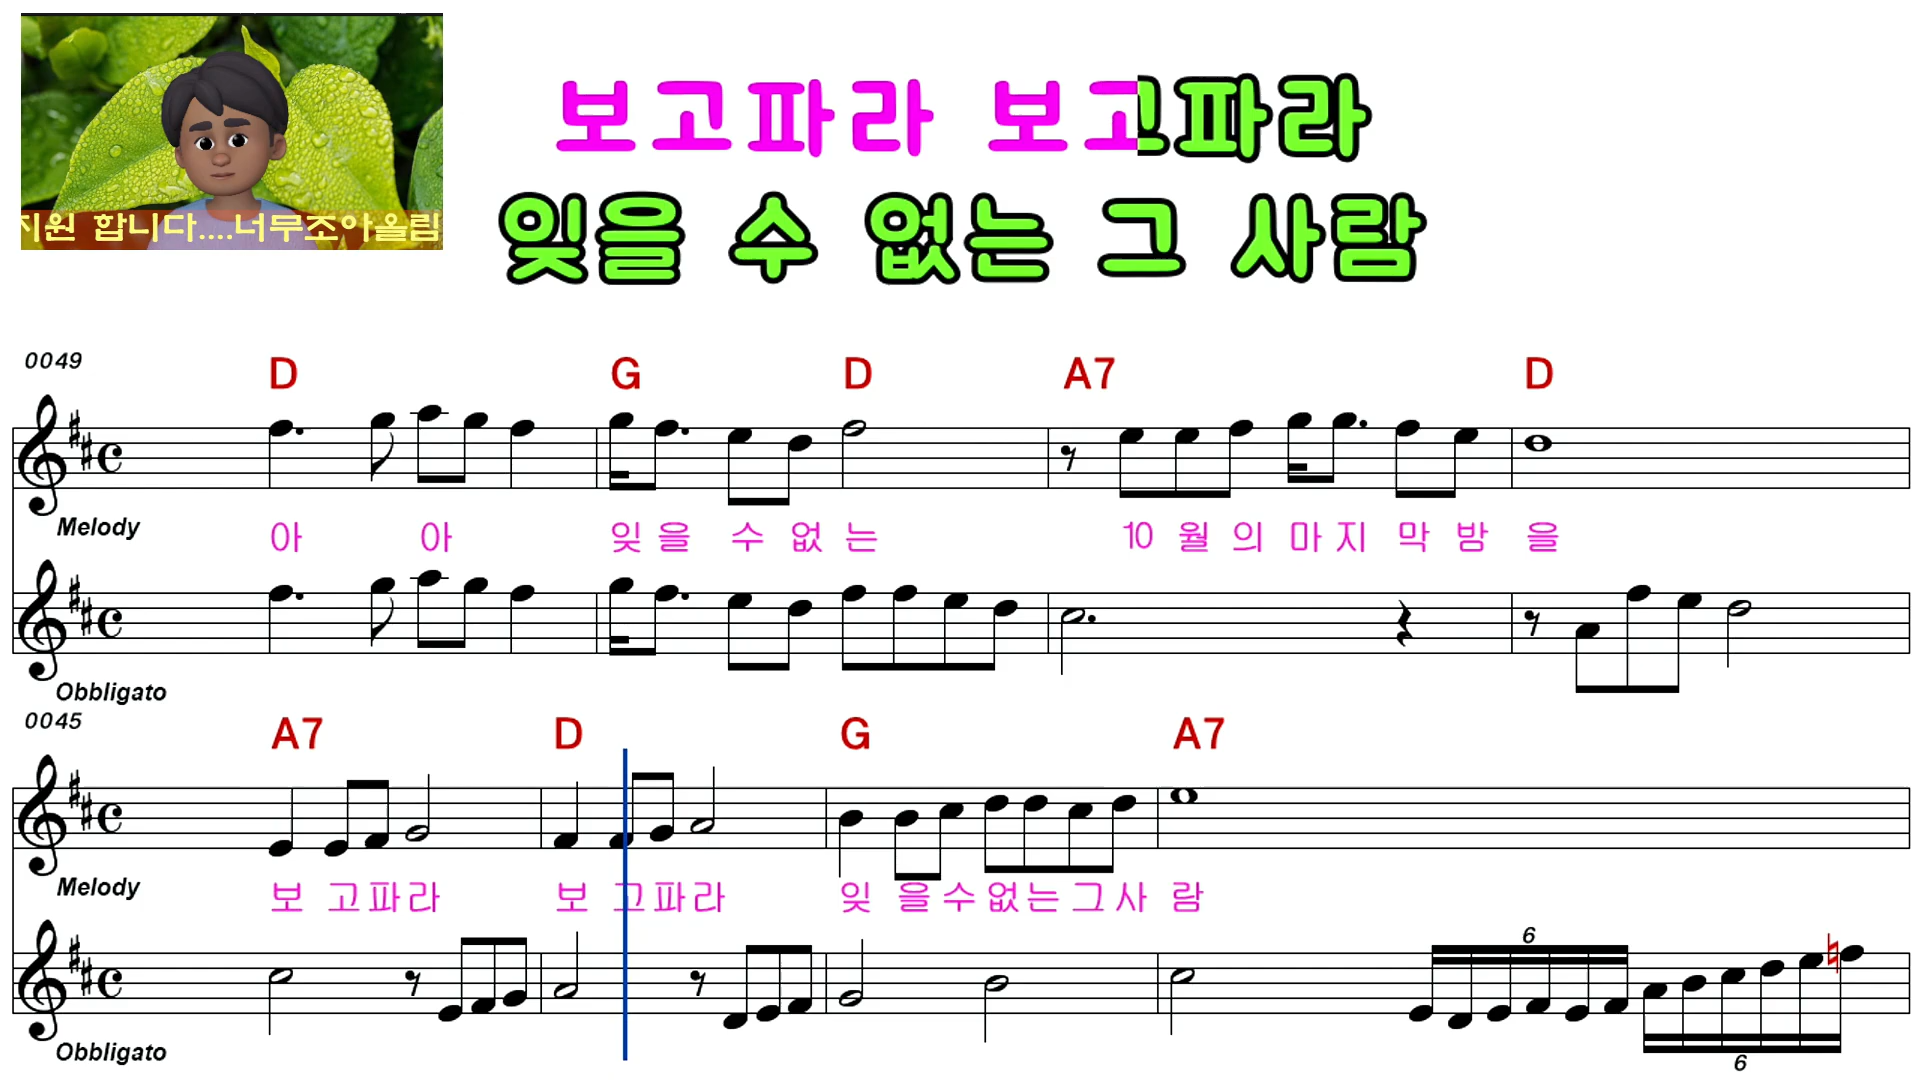 보고파라 보고파라
잊을 수 없는 그 사람
지원 합니다....너무조아올림
0049
D G D A7 D
Melody
아 아 잊을 수 없는 10 월 의 마지 막 밤 을
Obbligato
0045
A7 D G A7
Melody
보 고파라 보 고파라 잊 을수없는그사 람
6
Obbligato
6